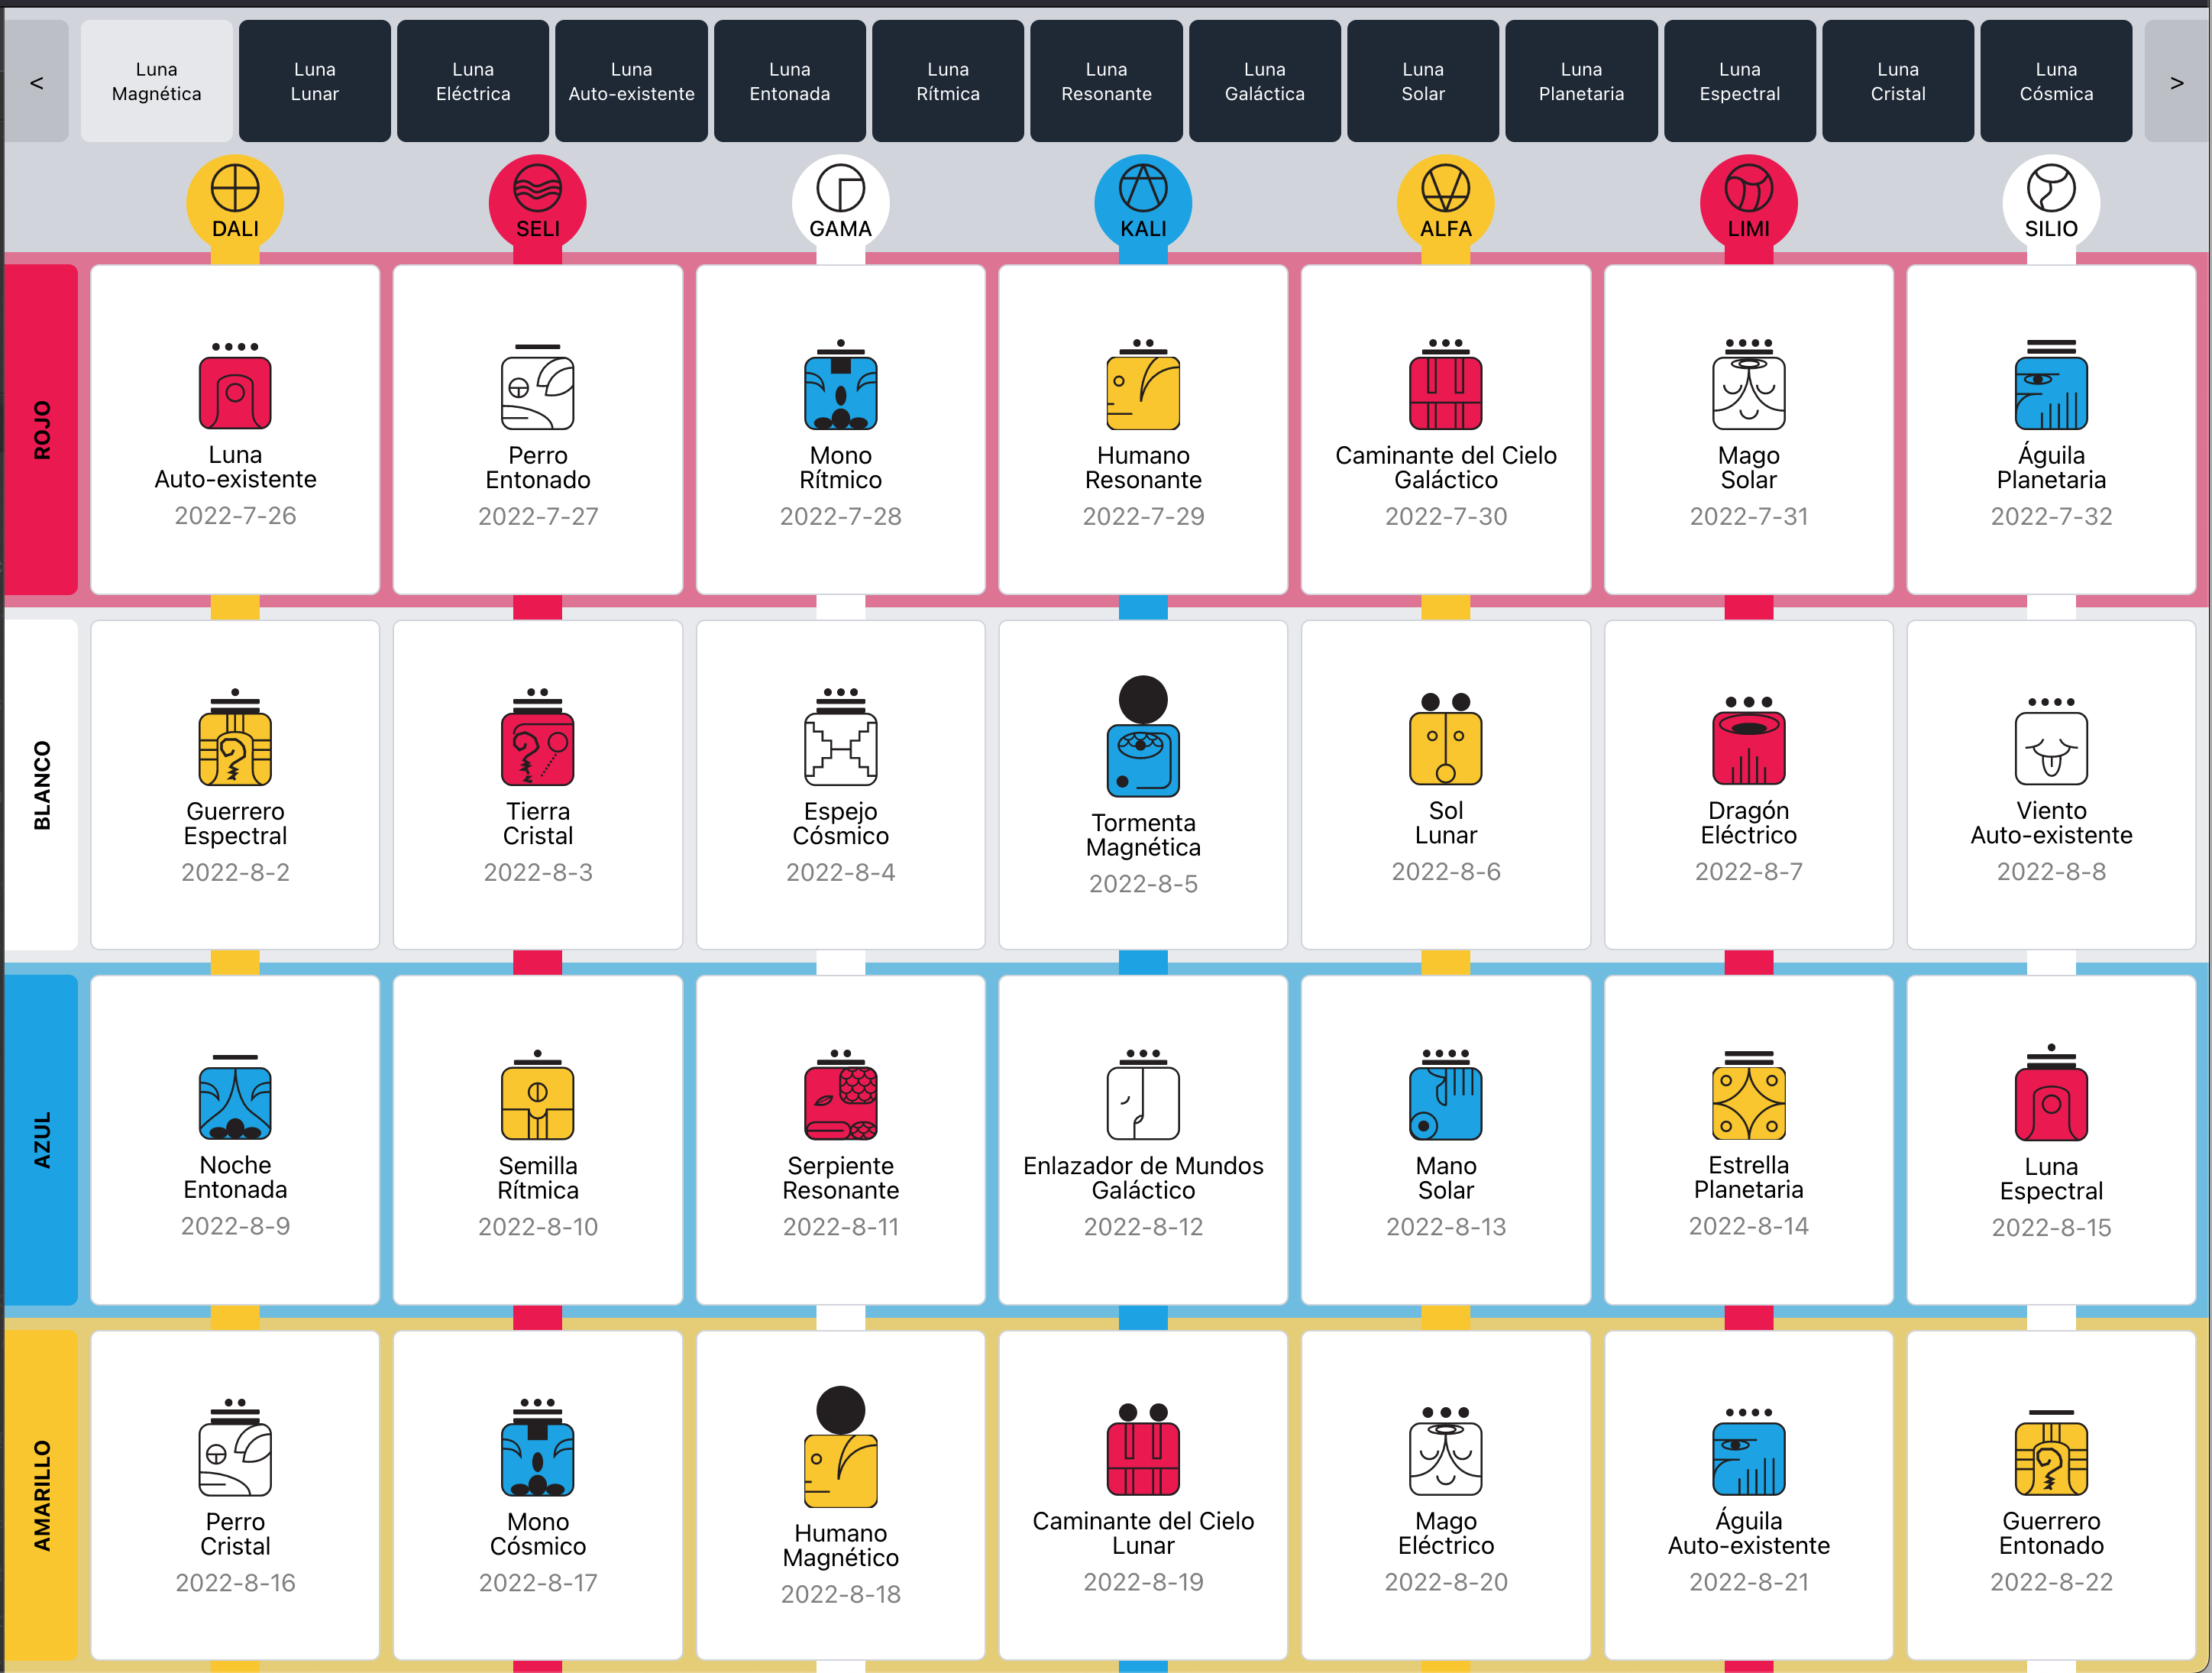 <
Luna
Magnética
Luna
Lunar
Luna
Eléctrica
Luna
Auto-existente
Luna
Entonada
Luna
Rítmica
Luna
Resonante
Luna
Galáctica
Luna
Solar
Luna
Planetaria
Luna
Espectral
Luna
Cristal
Luna
Cósmica
>
DALI
SELI
GAMA
KALI
ALFA
LIMI
SILIO
ROJO
Luna
Auto-existente
2022-7-26
Perro
Entonado
2022-7-27
Mono
Rítmico
2022-7-28
Humano
Resonante
2022-7-29
Caminante del Cielo
Galáctico
2022-7-30
Mago
Solar
2022-7-31
Águila
Planetaria
2022-7-32
BLANCO
Guerrero
Espectral
2022-8-2
Tierra
Cristal
2022-8-3
Espejo
Cósmico
2022-8-4
Tormenta
Magnética
2022-8-5
Sol
Lunar
2022-8-6
Dragón
Eléctrico
2022-8-7
Viento
Auto-existente
2022-8-8
AZUL
Noche
Entonada
2022-8-9
Semilla
Rítmica
2022-8-10
Serpiente
Resonante
2022-8-11
Enlazador de Mundos
Galáctico
2022-8-12
Mano
Solar
2022-8-13
Estrella
Planetaria
2022-8-14
Luna
Espectral
2022-8-15
AMARILLO
Perro
Cristal
2022-8-16
Mono
Cósmico
2022-8-17
Humano
Magnético
2022-8-18
Caminante del Cielo
Lunar
2022-8-19
Mago
Eléctrico
2022-8-20
Águila
Auto-existente
2022-8-21
Guerrero
Entonado
2022-8-22